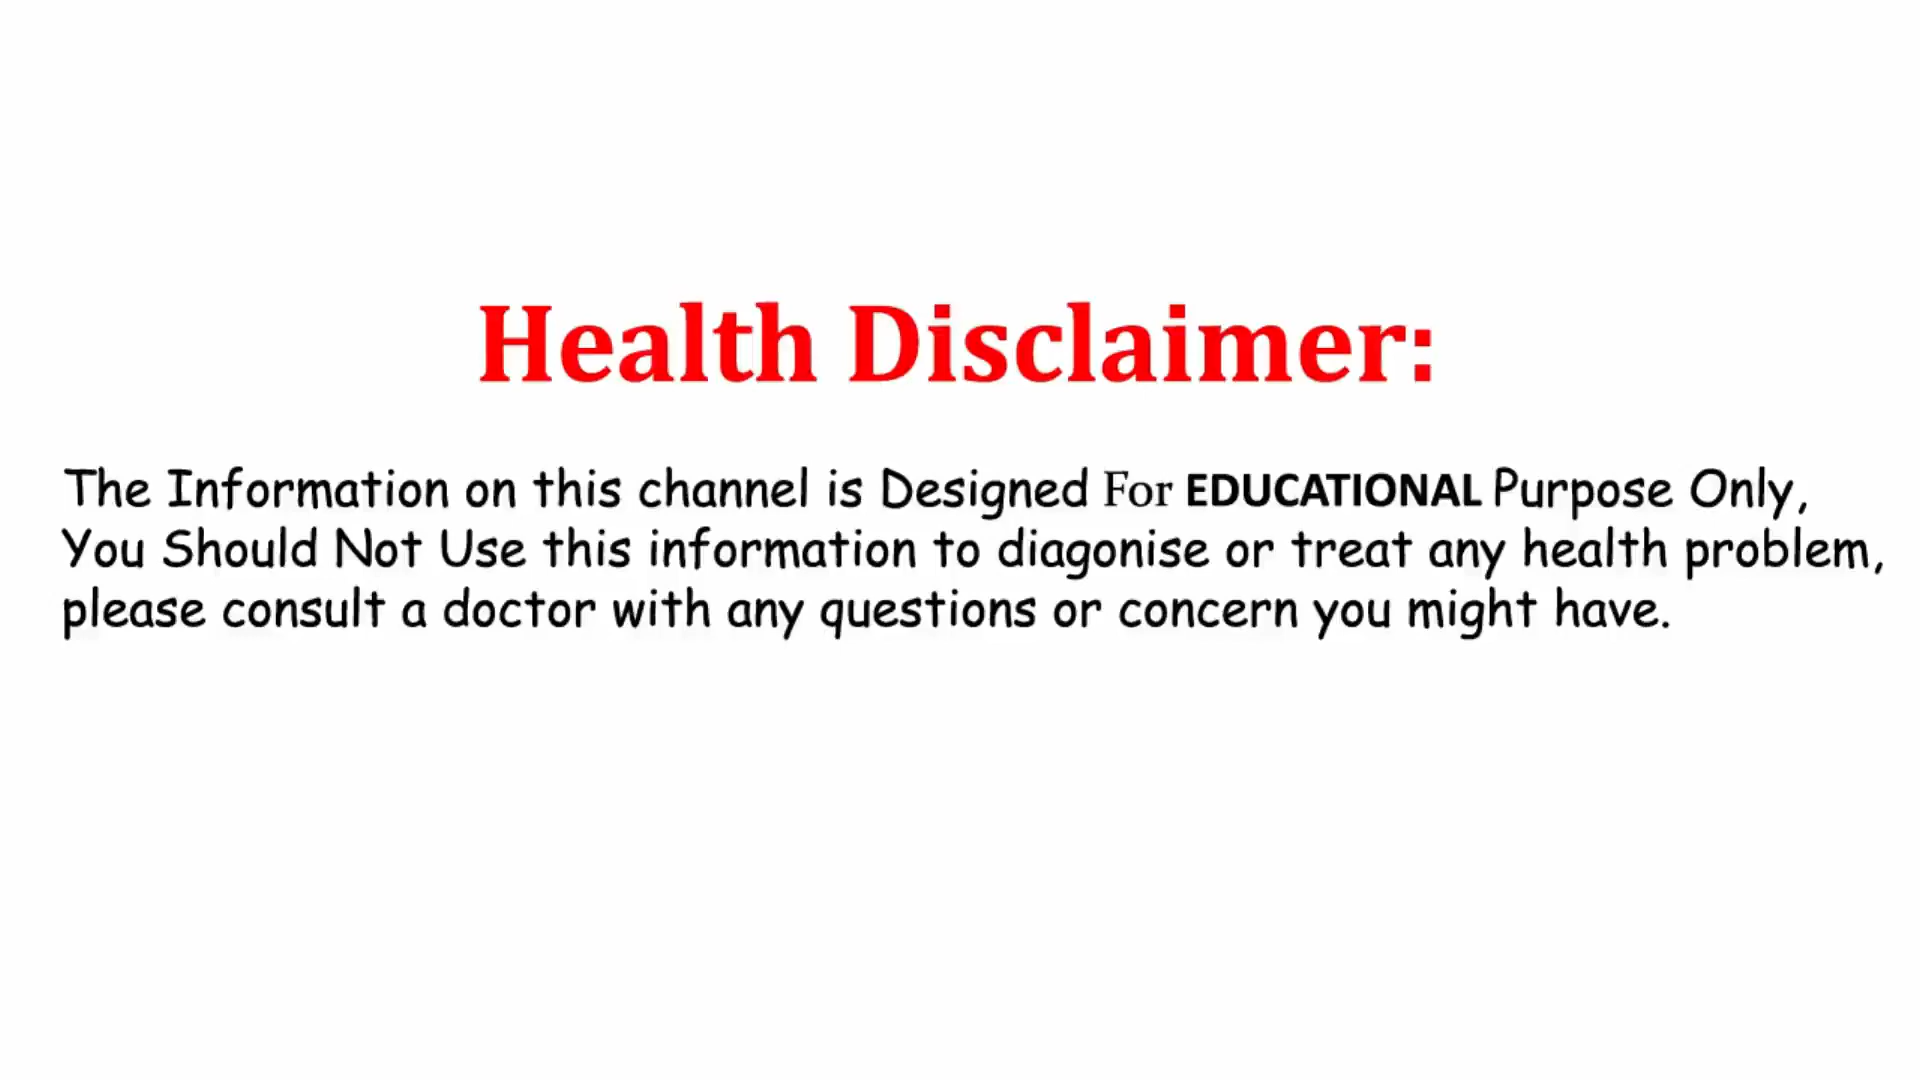 Health Disclaimer:
The Information on this channel is Designed For EDUCATIONAL Purpose Only,
You Should Not Use this information to diagonise or treat any health problem,
please consult a doctor with any questions or concern you might have.